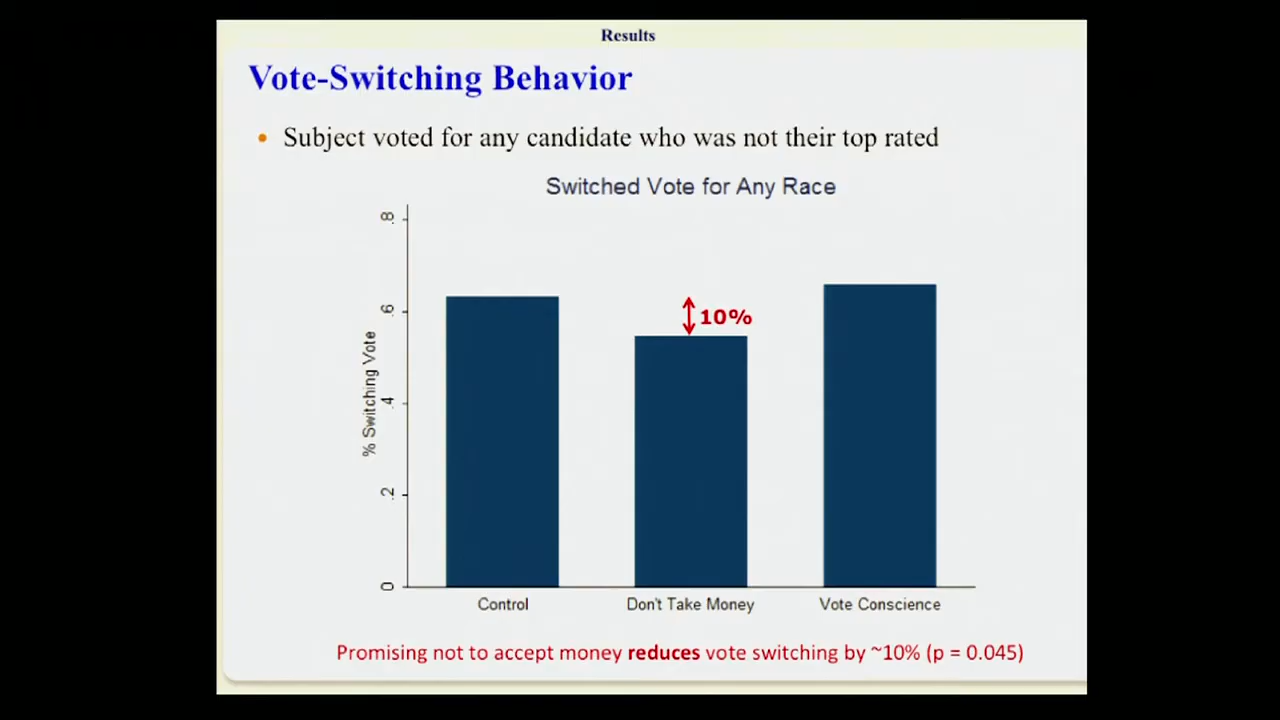 Results
Vote-Switching Behavior
• Subject voted for any candidate who was not their top rated
Switched Vote for Any Race
% Switching Vote
.8
.6
.4
.2
0
10%
Control
Don't Take Money
Vote Conscience
Promising not to accept money reduces vote switching by ~10% (p = 0.045)